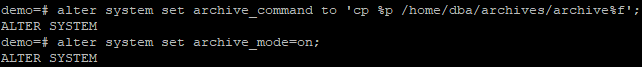 demo=# alter system set archive_command to 'cp %p /home/dba/archives/archive%f';
ALTER SYSTEM
demo=# alter system set archive_mode=on;
ALTER SYSTEM